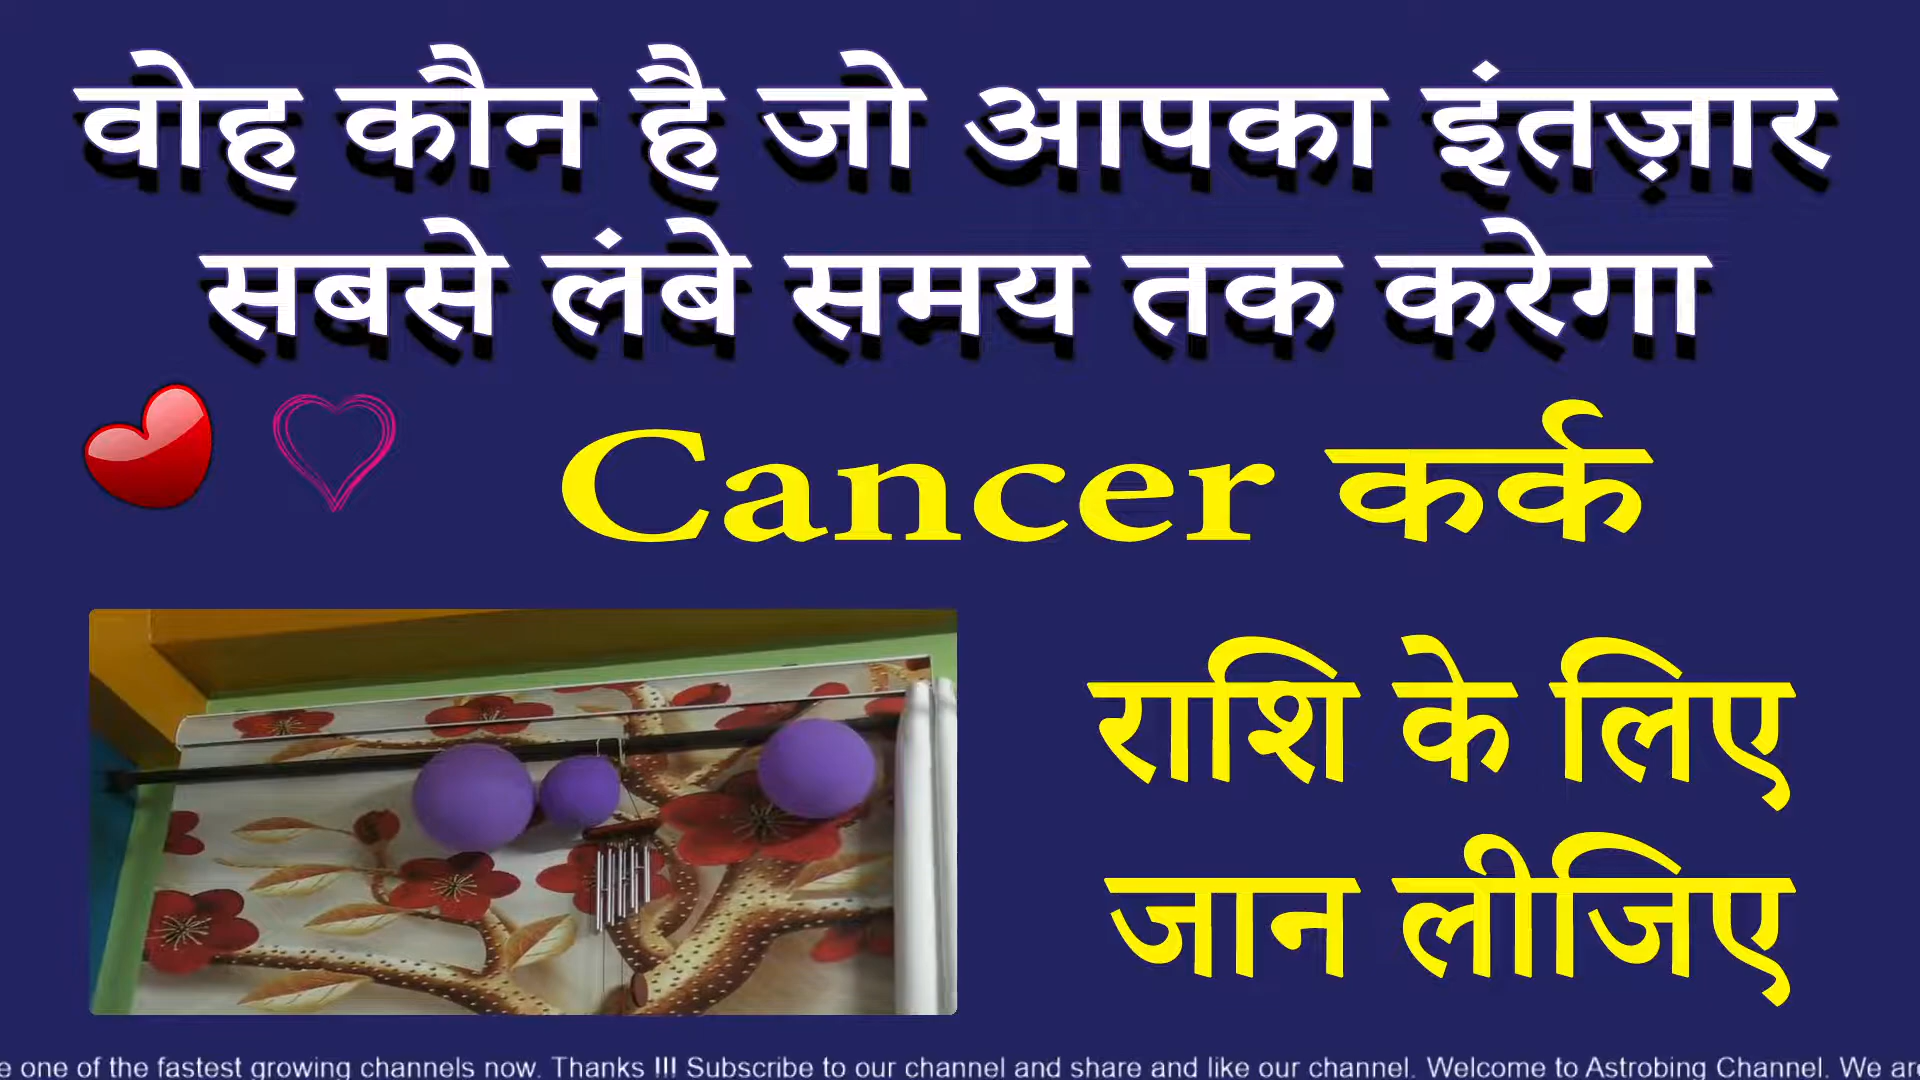 वोह कौन है जो आपका इंतज़ार
सबसे लंबे समय तक करेगा
Cancer कर्क
राशि के लिए
जान लीजिए
e one of the fastest growing channels now. Thanks !!! Subscribe to our channel and share and like our channel. Welcome to Astrobing Channel. We are